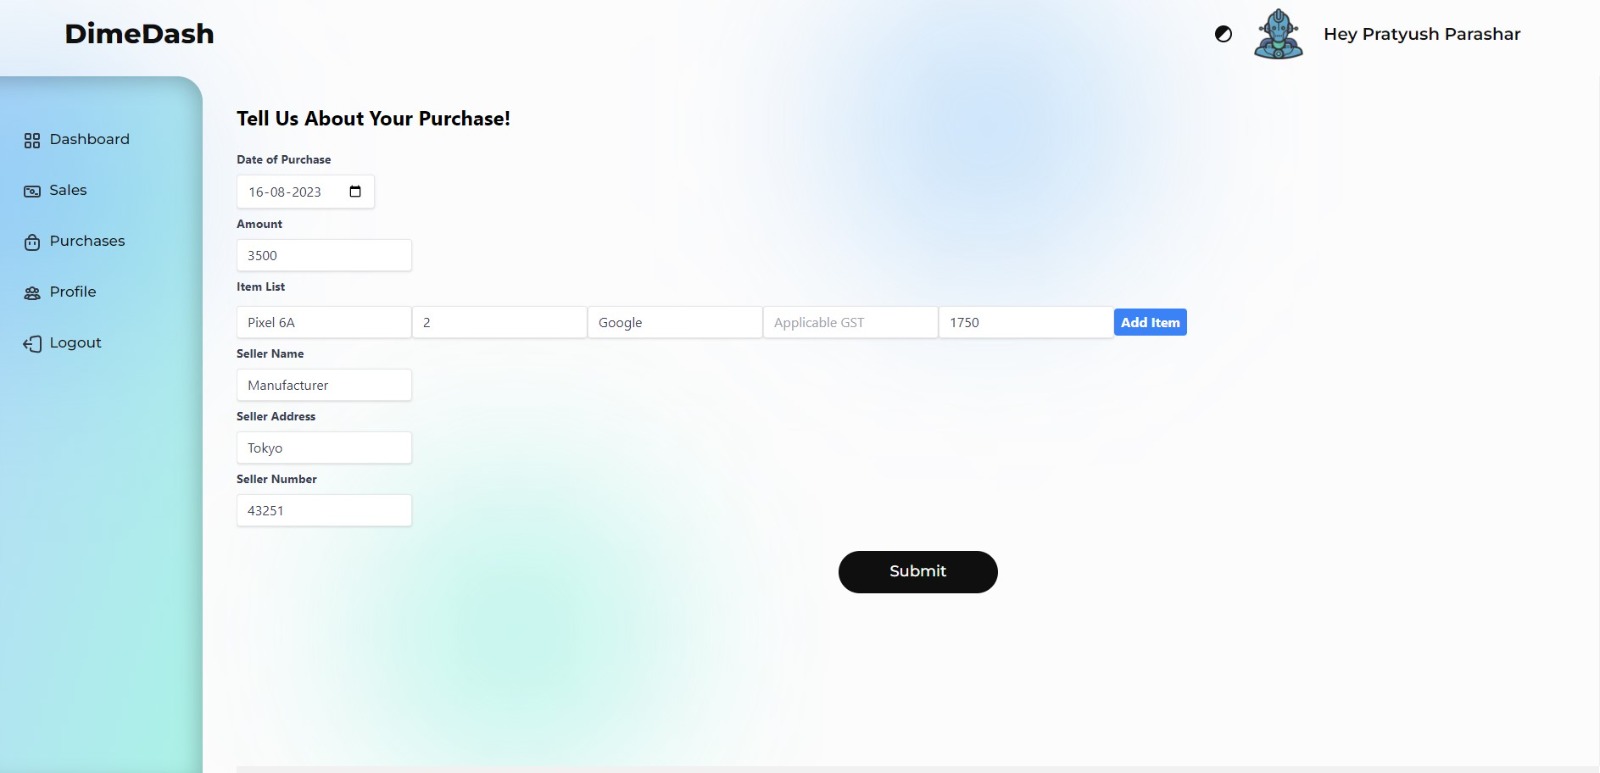 DimeDash
Hey Pratyush Parashar
Dashboard
Sales
Purchases
Profile
Logout
Tell Us About Your Purchase!
Date of Purchase
16-08-2023
Amount
3500
Item List
Pixel 6A 2 Google Applicable GST 1750 Add Item
Seller Name
Manufacturer
Seller Address
Tokyo
Seller Number
43251
Submit